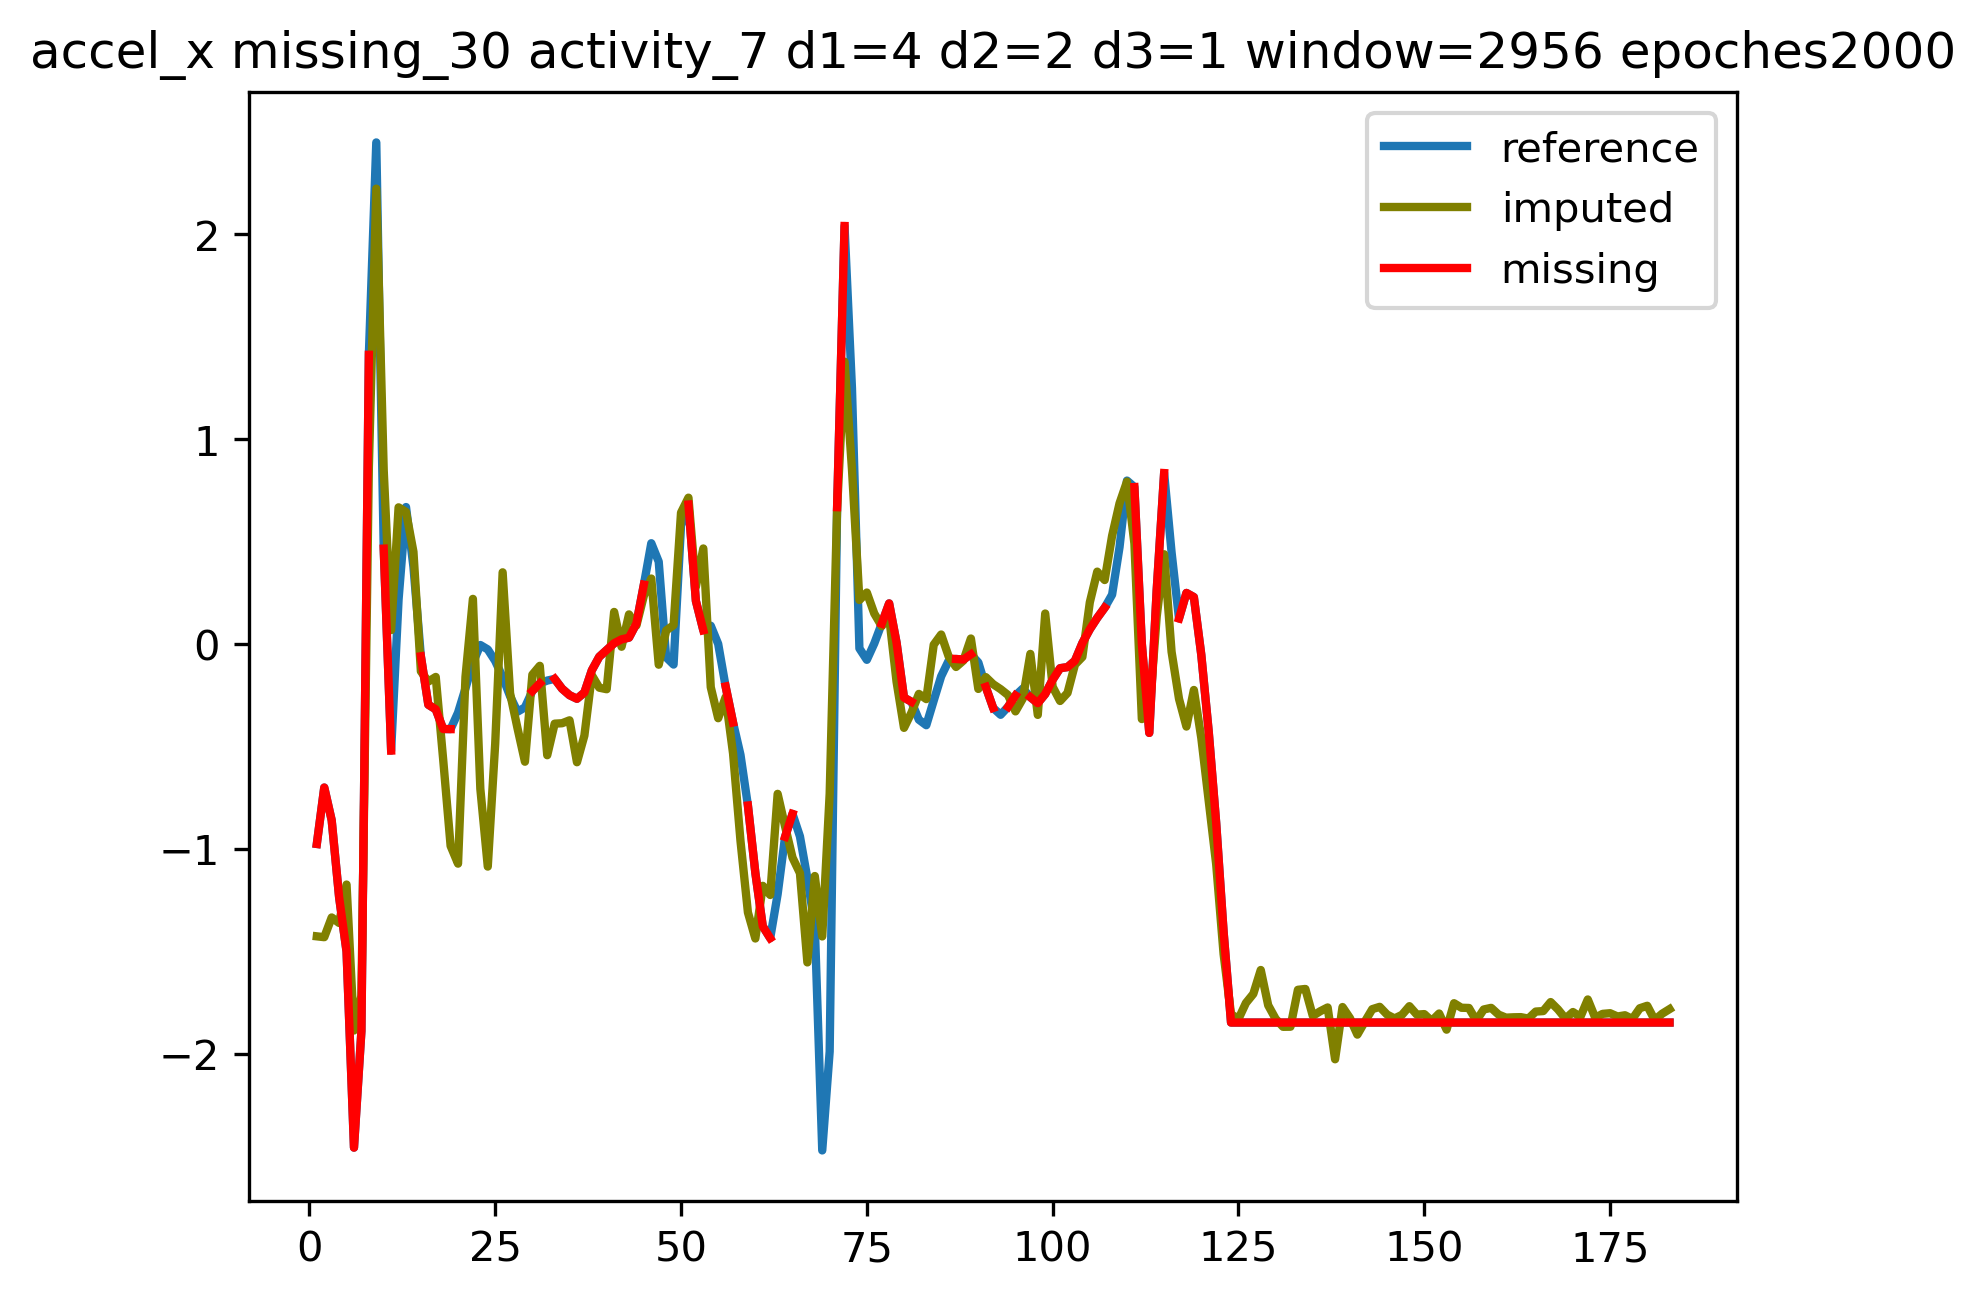 accel_x missing_30 activity_7 d1=4 d2=2 d3=1 window=2956 epoches2000
reference
imputed
missing
2
1
0
−1
−2
0 25 50 75 100 125 150 175